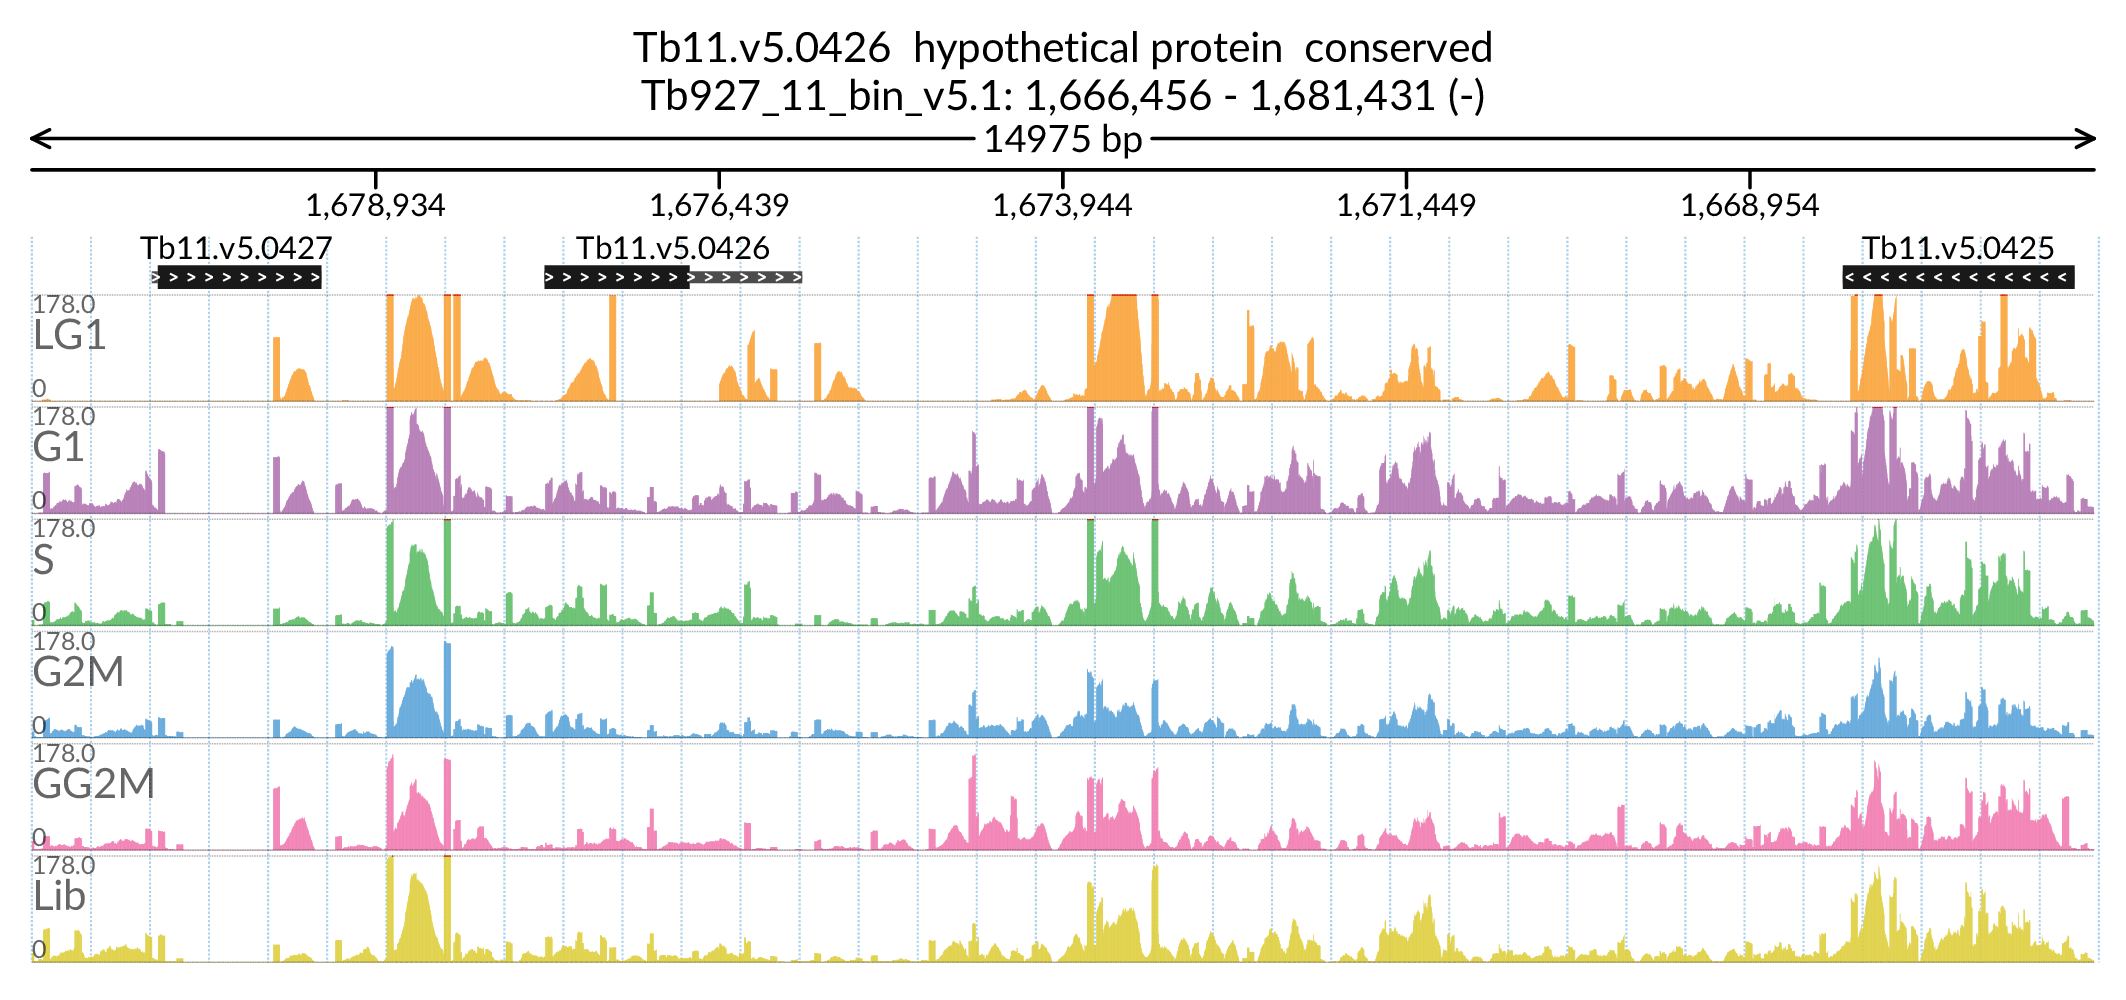 Tb11.v5.0426 hypothetical protein conserved
Tb927_11_bin_v5.1: 1,666,456 - 1,681,431 (-)
14975 bp
1,678,934 1,676,439 1,673,944 1,671,449 1,668,954
Tb11.v5.0427 Tb11.v5.0426 Tb11.v5.0425
178.0
LG1
0
178.0
G1
0
178.0
S
0
178.0
G2M
0
178.0
GG2M
0
178.0
Lib
0